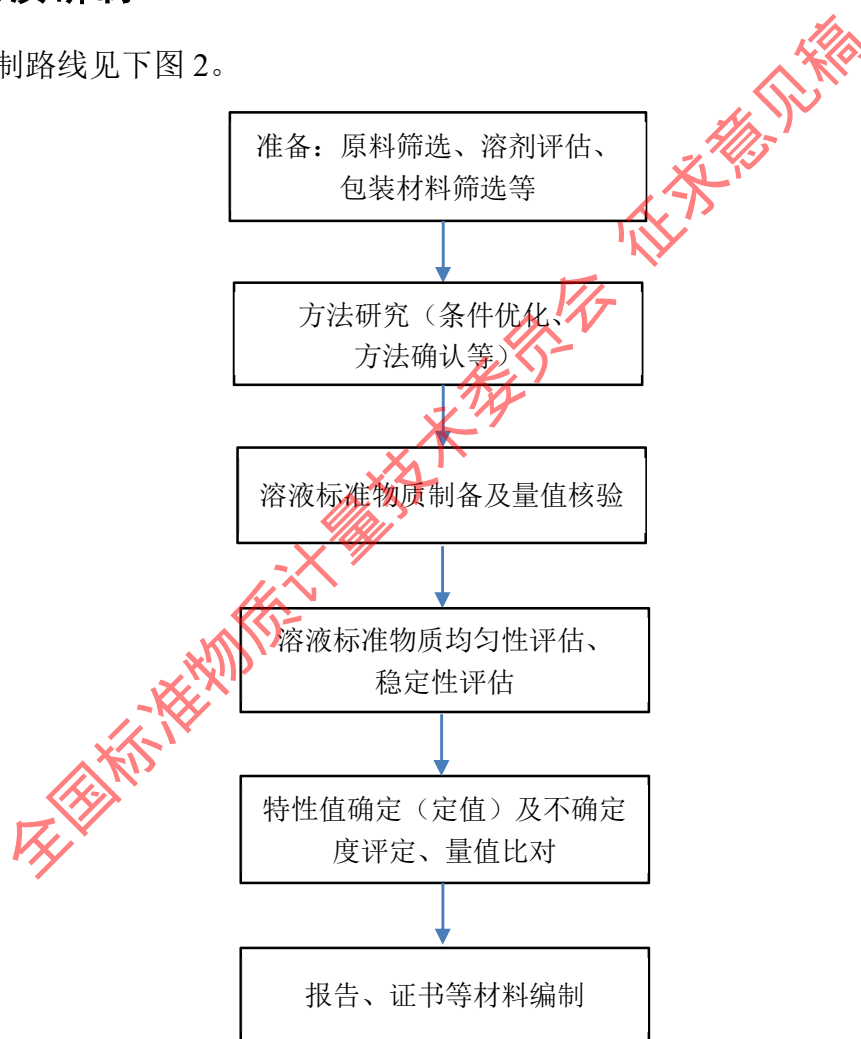 制路线见下图 2。
准备：原料筛选、溶剂评估、
包装材料筛选等
方法研究（条件优化、
方法确认等）
溶液标准物质制备及量值核验
溶液标准物质均匀性评估、
稳定性评估
特性值确定（定值）及不确定
度评定、量值比对
报告、证书等材料编制
全国标准物质计量技术委员会 征求意见稿